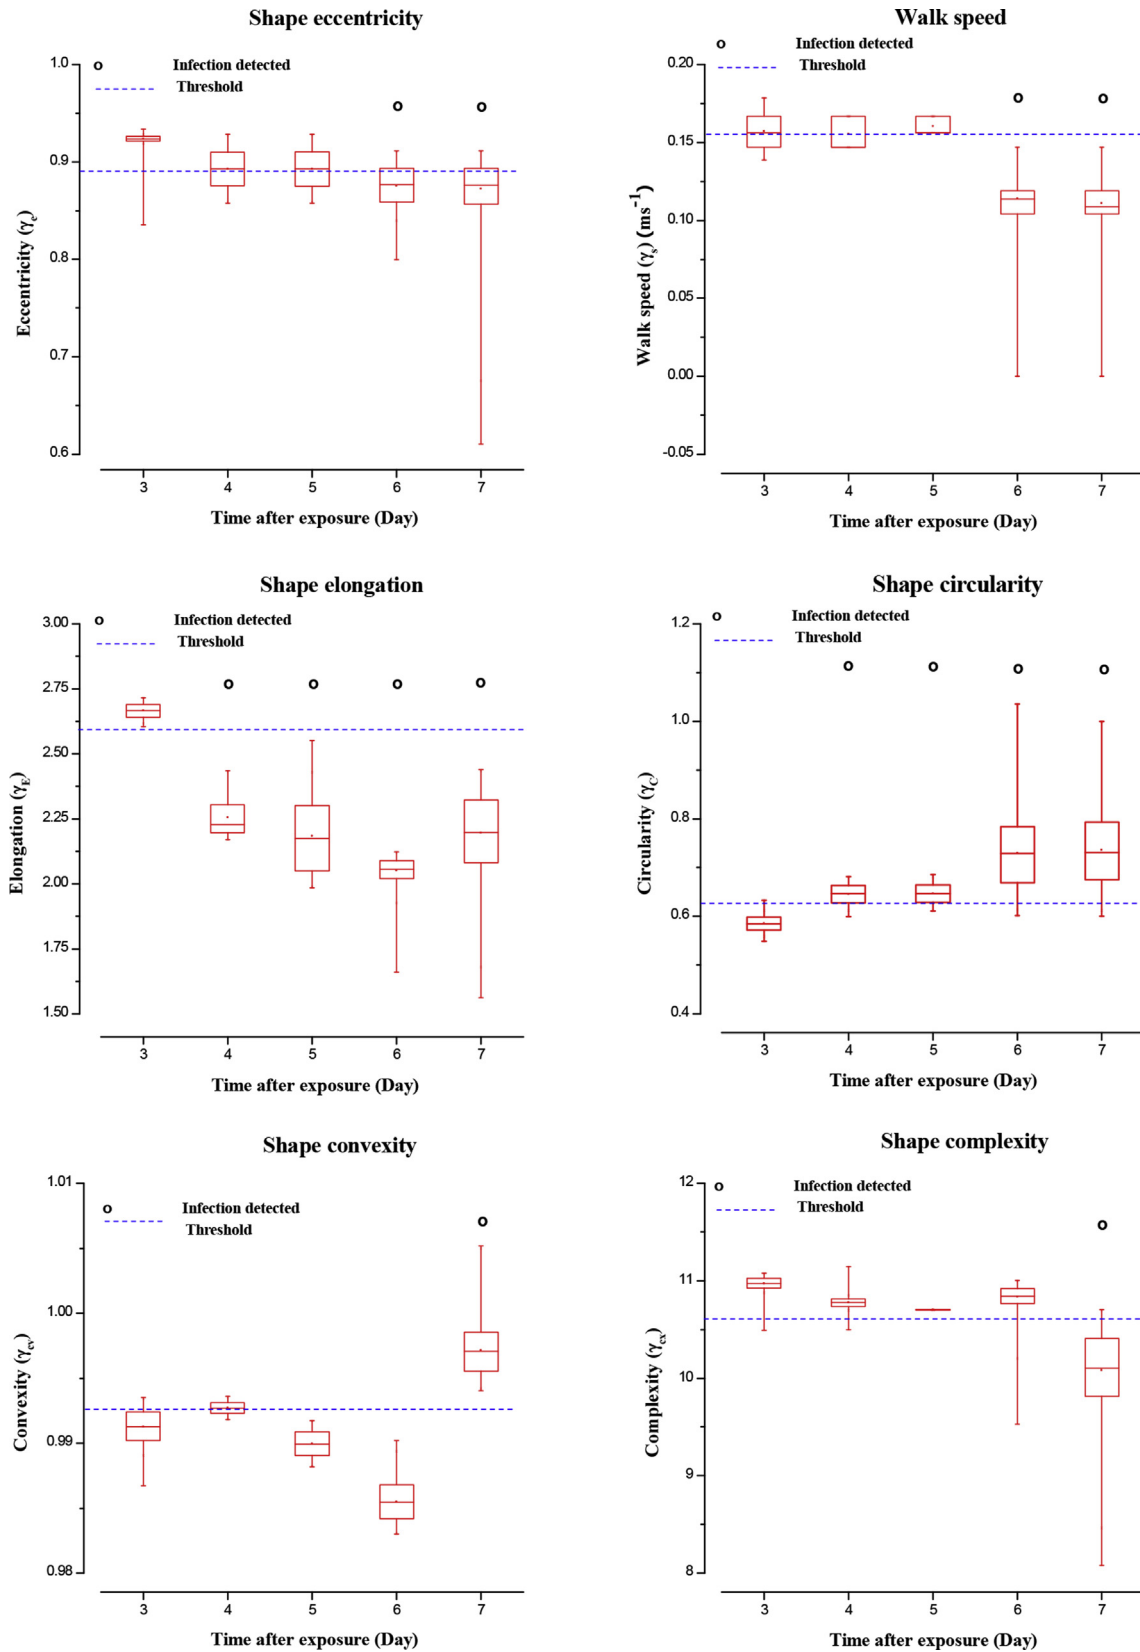 Shape eccentricity
o Infection detected
Threshold
1.0
0.9
0.8
0.7
0.6
Eccentricity (γe)
o o
3 4 5 6 7
Time after exposure (Day)
Walk speed
o Infection detected
Threshold
0.20
0.15
0.10
0.05
0.00
-0.05
Walk speed (γs) (ms⁻¹)
o o
3 4 5 6 7
Time after exposure (Day)
Shape elongation
o Infection detected
Threshold
3.00
2.75
2.50
2.25
2.00
1.75
1.50
Elongation (γE)
o o o o
3 4 5 6 7
Time after exposure (Day)
Shape circularity
o Infection detected
Threshold
1.2
1.0
0.8
0.6
0.4
Circularity (γC)
o o o o
3 4 5 6 7
Time after exposure (Day)
Shape convexity
o Infection detected
Threshold
1.01
1.00
0.99
0.98
Convexity (γcv)
o
3 4 5 6 7
Time after exposure (Day)
Shape complexity
o Infection detected
Threshold
12
11
10
9
8
Complexity (γcx)
o
3 4 5 6 7
Time after exposure (Day)